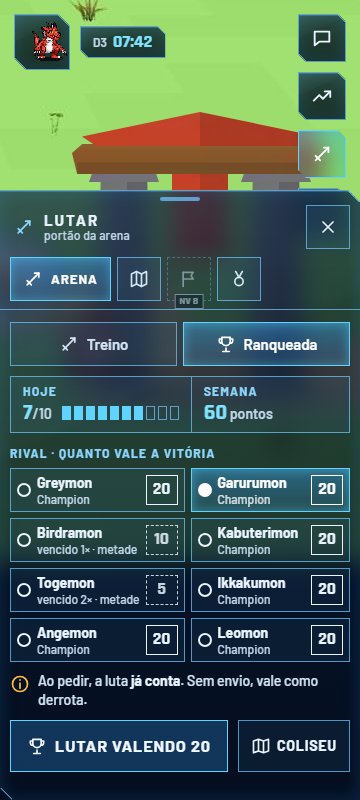 D3 07:42
LUTAR
portão da arena
ARENA
NV 8
Treino
Ranqueada
HOJE
7/10
SEMANA
60 pontos
RIVAL · QUANTO VALE A VITÓRIA
Greymon
Champion
20
Garurumon
Champion
20
Birdramon
vencido 1× · metade
10
Kabuterimon
Champion
20
Togemon
vencido 2× · metade
5
Ikkakumon
Champion
20
Angemon
Champion
20
Leomon
Champion
20
Ao pedir, a luta já conta. Sem envio, vale como
derrota.
LUTAR VALENDO 20
COLISEU